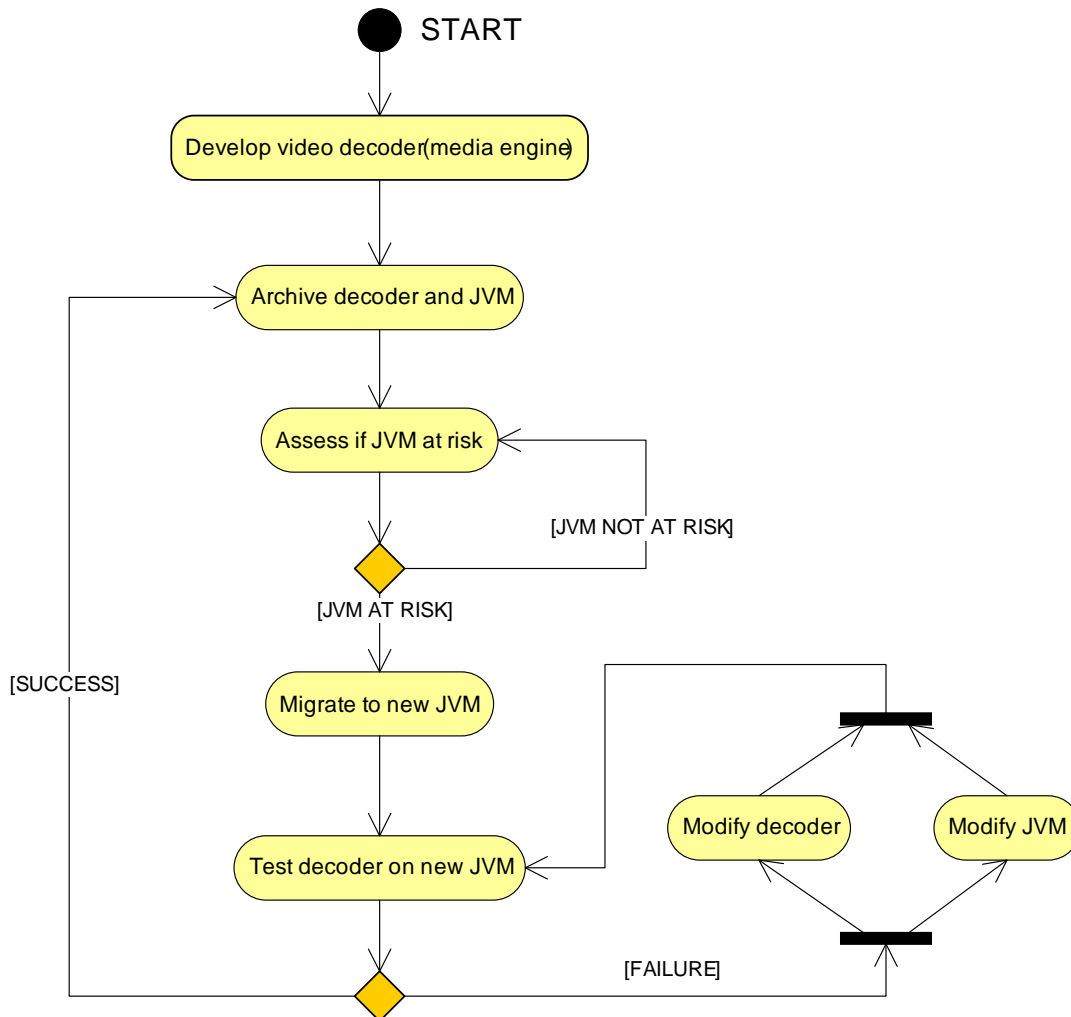 START
Develop video decoder(media engine)
Archive decoder and JVM
Assess if JVM at risk
[JVM NOT AT RISK]
[JVM AT RISK]
[SUCCESS]
Migrate to new JVM
Modify decoder
Modify JVM
Test decoder on new JVM
[FAILURE]